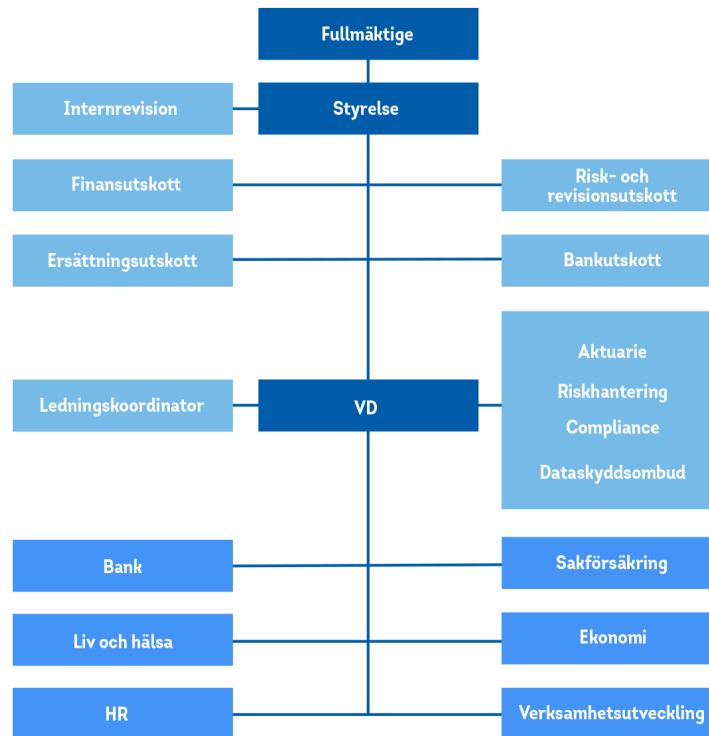 Fullmäktige
Internrevision
Styrelse
Finansutskott
Risk- och
revisionsutskott
Ersättningsutskott
Bankutskott
Ledningskoordinator
VD
Aktuarie
Riskhantering
Compliance
Dataskyddsombud
Bank
Sakförsäkring
Liv och hälsa
Ekonomi
HR
Verksamhetsutveckling